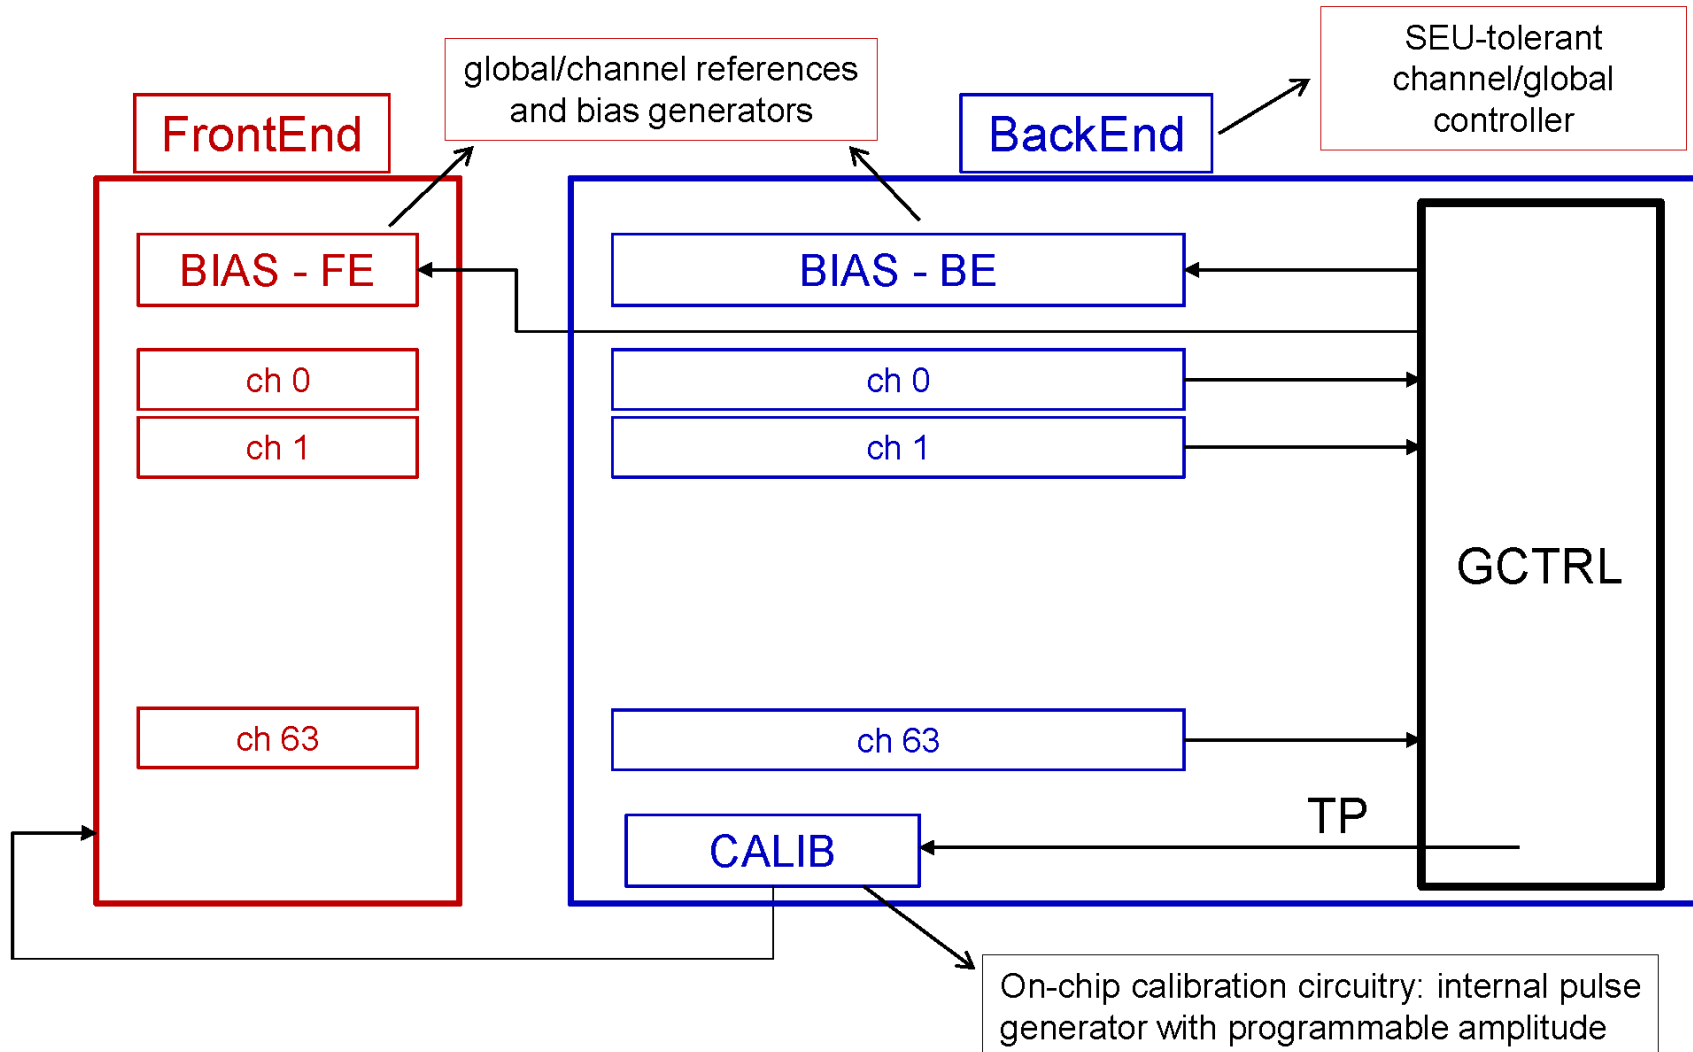 SEU-tolerant
channel/global
controller
global/channel references
and bias generators
FrontEnd
BackEnd
BIAS - FE
BIAS - BE
ch 0
ch 0
ch 1
ch 1
GCTRL
ch 63
ch 63
TP
CALIB
On-chip calibration circuitry: internal pulse
generator with programmable amplitude